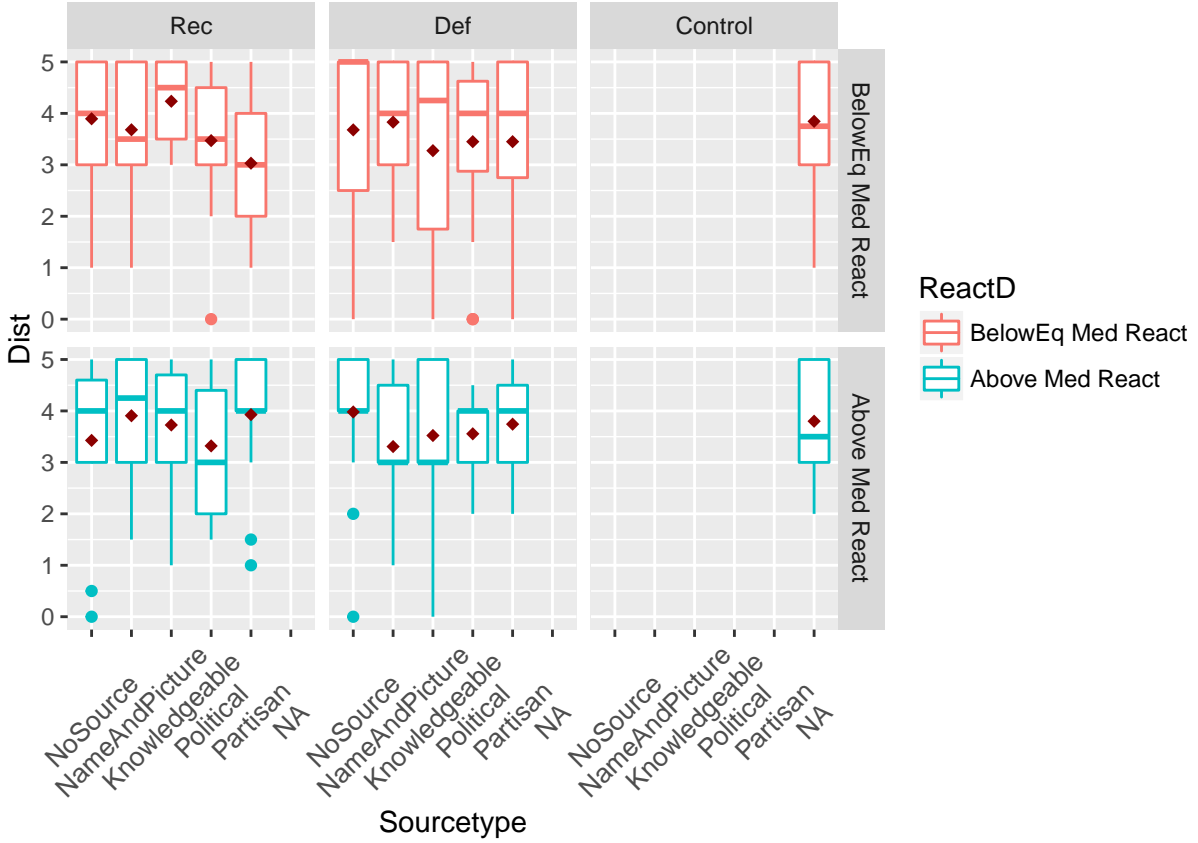 Rec
Def
Control
5
4
3
2
1
0
BelowEq Med React
5
4
3
2
1
0
Above Med React
Dist
NoSource
NameAndPicture
Knowledgeable
Political
Partisan
NA
NoSource
NameAndPicture
Knowledgeable
Political
Partisan
NA
NoSource
NameAndPicture
Knowledgeable
Political
Partisan
NA
Sourcetype
ReactD
BelowEq Med React
Above Med React